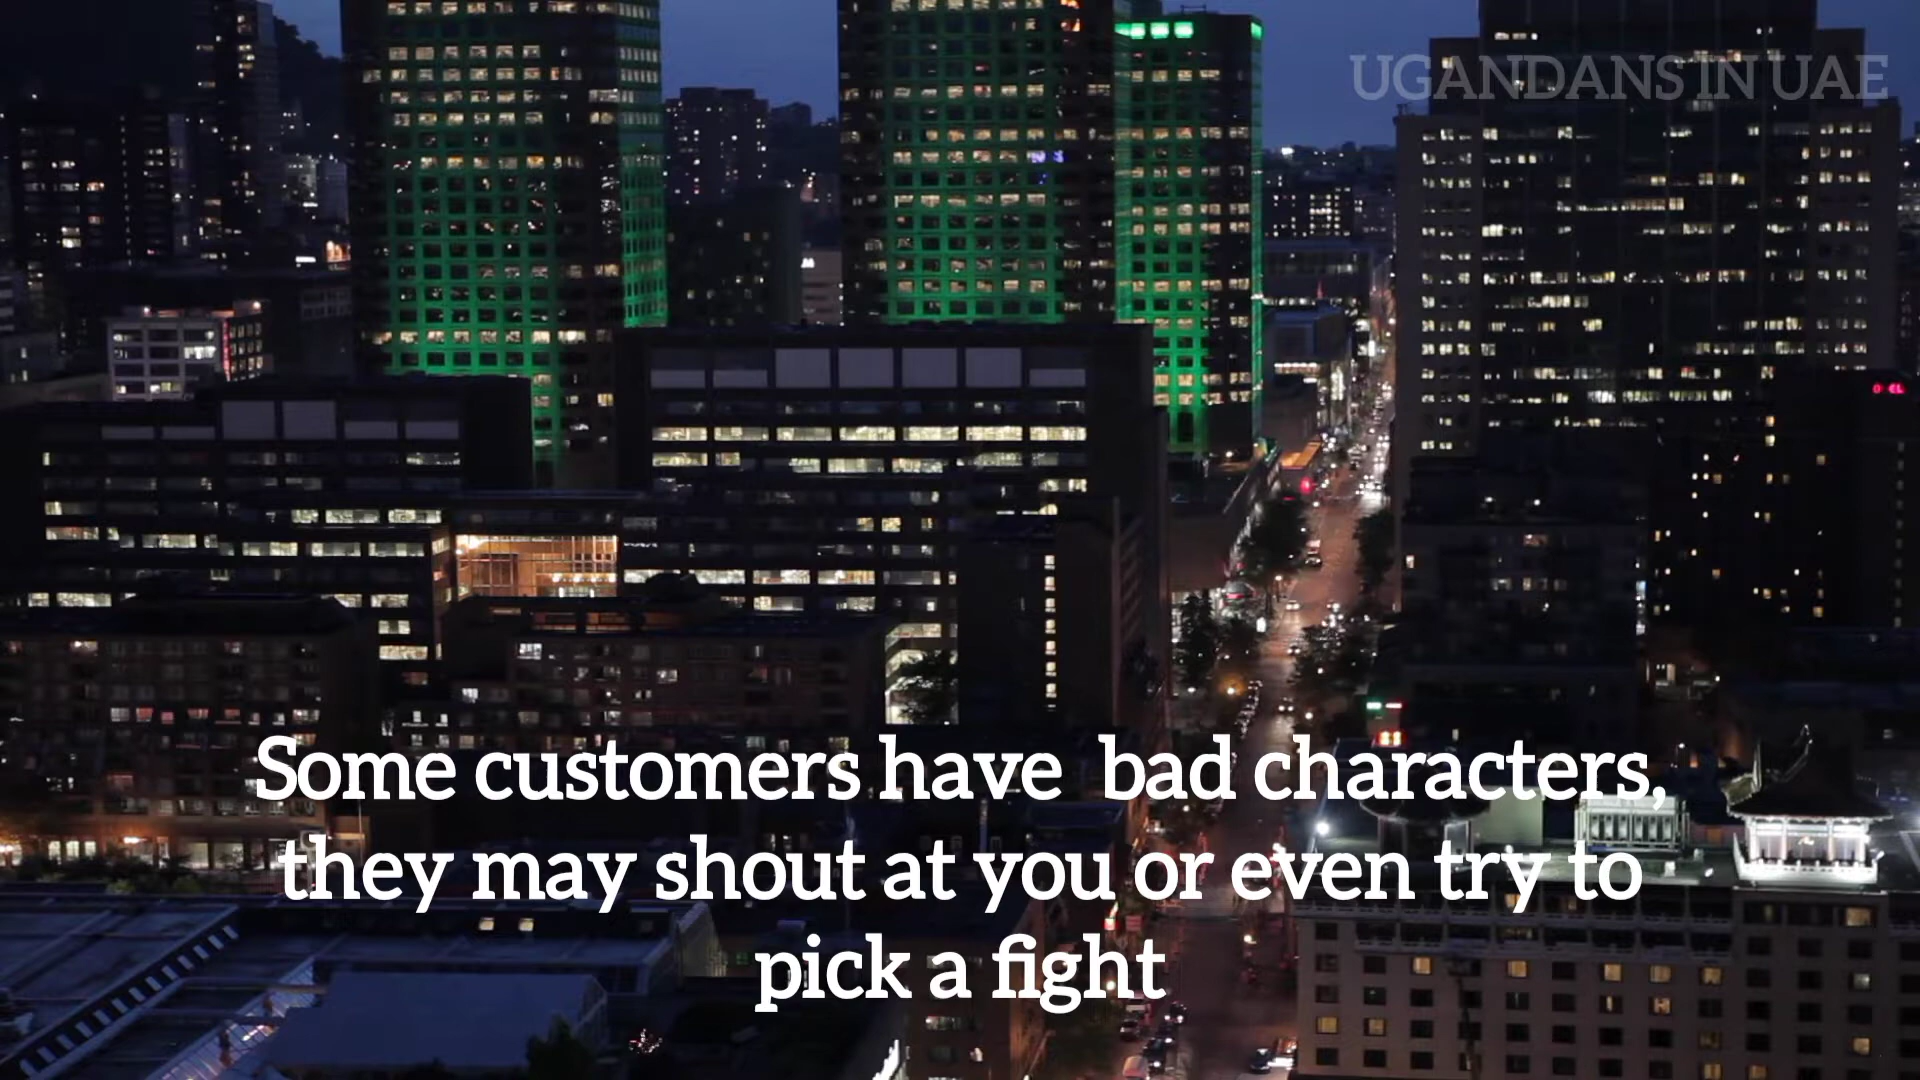 UGANDANS IN UAE
Some customers have  bad characters,
they may shout at you or even try to
pick a fight